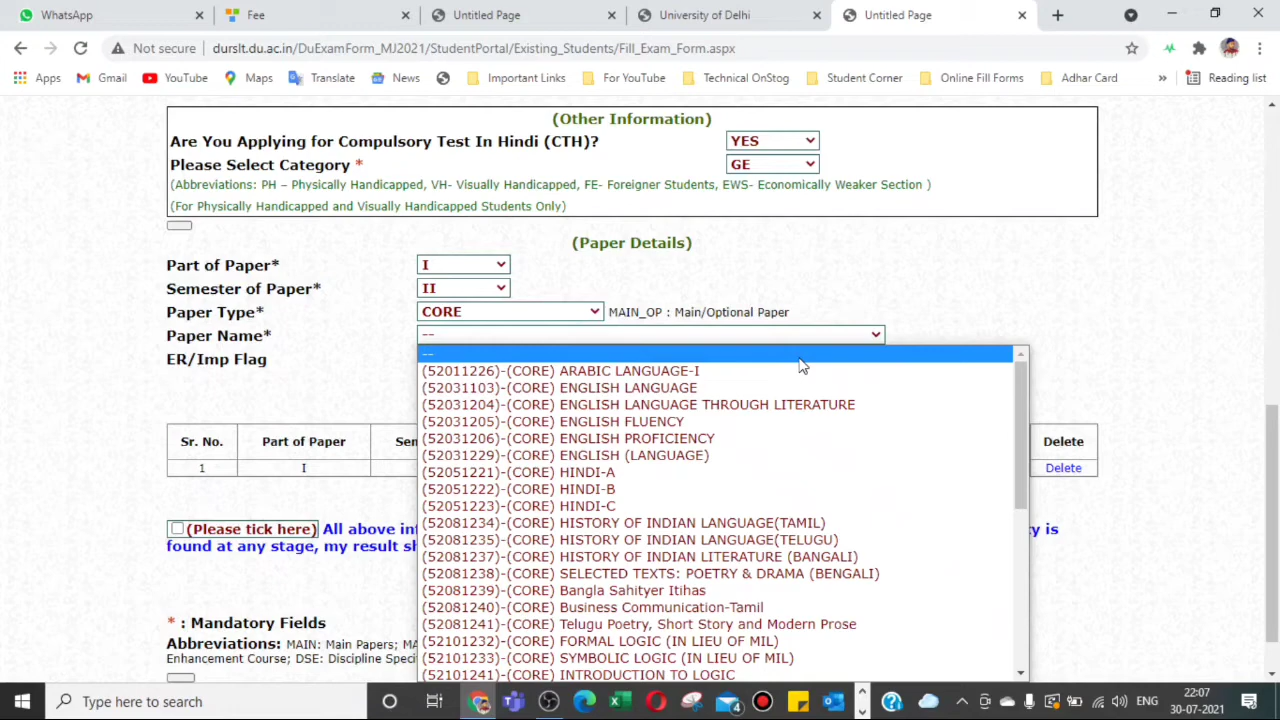 WhatsApp Fee Untitled Page University of Delhi Untitled Page
Not secure durslt.du.ac.in/DuExamForm_MJ2021/StudentPortal/Existing_Students/Fill_Exam_Form.aspx
Apps Gmail YouTube Maps Translate News Important Links For YouTube Technical OnStog Student Corner Online Fill Forms Adhar Card » Reading list
(Other Information)
Are You Applying for Compulsory Test In Hindi (CTH)? YES
Please Select Category * GE
(Abbreviations: PH – Physically Handicapped, VH- Visually Handicapped, FE- Foreigner Students, EWS- Economically Weaker Section )
(For Physically Handicapped and Visually Handicapped Students Only)
(Paper Details)
Part of Paper* I
Semester of Paper* II
Paper Type* CORE MAIN_OP : Main/Optional Paper
Paper Name* --
ER/Imp Flag
--
(52011226)-(CORE) ARABIC LANGUAGE-I
(52031103)-(CORE) ENGLISH LANGUAGE
(52031204)-(CORE) ENGLISH LANGUAGE THROUGH LITERATURE
(52031205)-(CORE) ENGLISH FLUENCY
(52031206)-(CORE) ENGLISH PROFICIENCY
(52031229)-(CORE) ENGLISH (LANGUAGE)
(52051221)-(CORE) HINDI-A
(52051222)-(CORE) HINDI-B
(52051223)-(CORE) HINDI-C
(52081234)-(CORE) HISTORY OF INDIAN LANGUAGE(TAMIL)
(52081235)-(CORE) HISTORY OF INDIAN LANGUAGE(TELUGU)
(52081237)-(CORE) HISTORY OF INDIAN LITERATURE (BANGALI)
(52081238)-(CORE) SELECTED TEXTS: POETRY & DRAMA (BENGALI)
(52081239)-(CORE) Bangla Sahityer Itihas
(52081240)-(CORE) Business Communication-Tamil
(52081241)-(CORE) Telugu Poetry, Short Story and Modern Prose
(52101232)-(CORE) FORMAL LOGIC (IN LIEU OF MIL)
(52101233)-(CORE) SYMBOLIC LOGIC (IN LIEU OF MIL)
(52101241)-(CORE) INTRODUCTION TO LOGIC
Sr. No. Part of Paper Sem Delete
1 I Delete
(Please tick here) All above inf y is
found at any stage, my result sh
* : Mandatory Fields
Abbreviations: MAIN: Main Papers; MA
Enhancement Course; DSE: Discipline Speci
Type here to search 4 ENG 22:07
30-07-2021